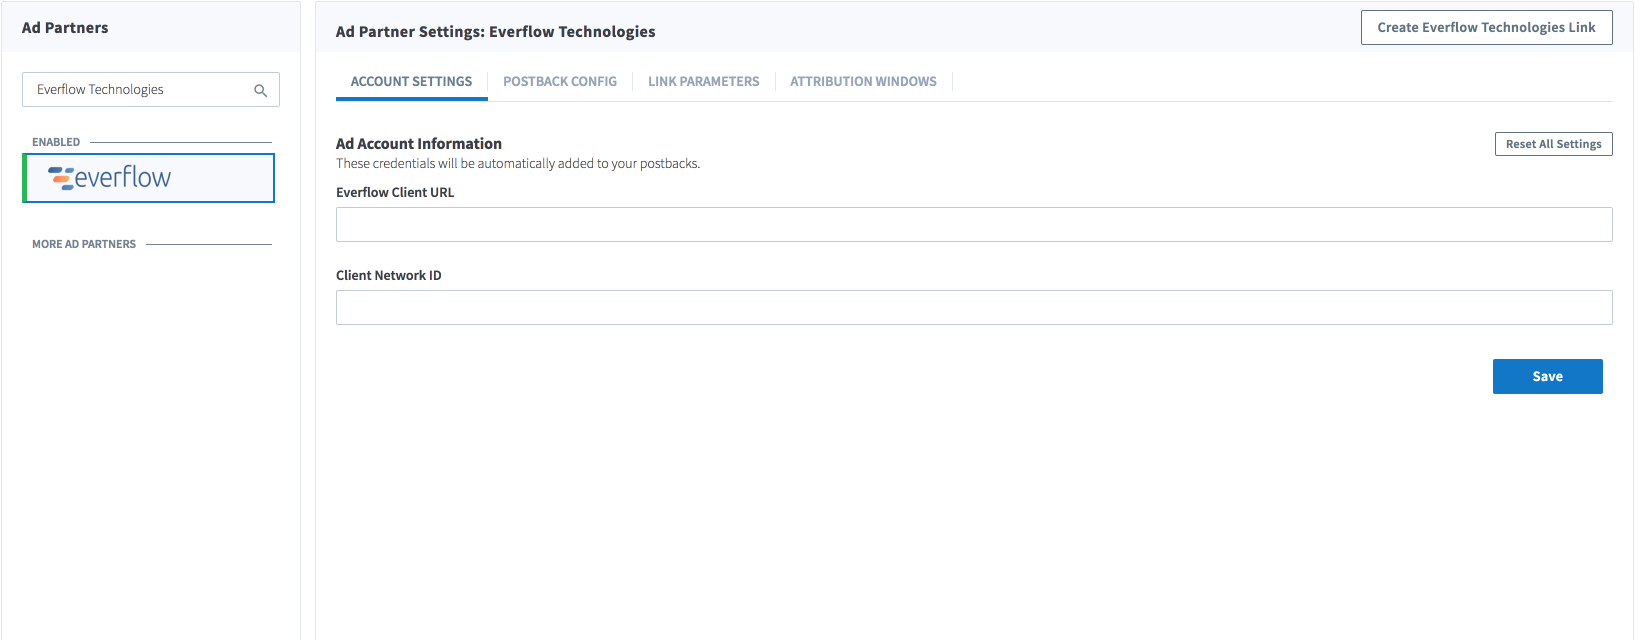 Ad Partners
Everflow Technologies
ENABLED
everflow
MORE AD PARTNERS
Ad Partner Settings: Everflow Technologies
Create Everflow Technologies Link
ACCOUNT SETTINGS
POSTBACK CONFIG
LINK PARAMETERS
ATTRIBUTION WINDOWS
Ad Account Information
Reset All Settings
These credentials will be automatically added to your postbacks.
Everflow Client URL
Client Network ID
Save